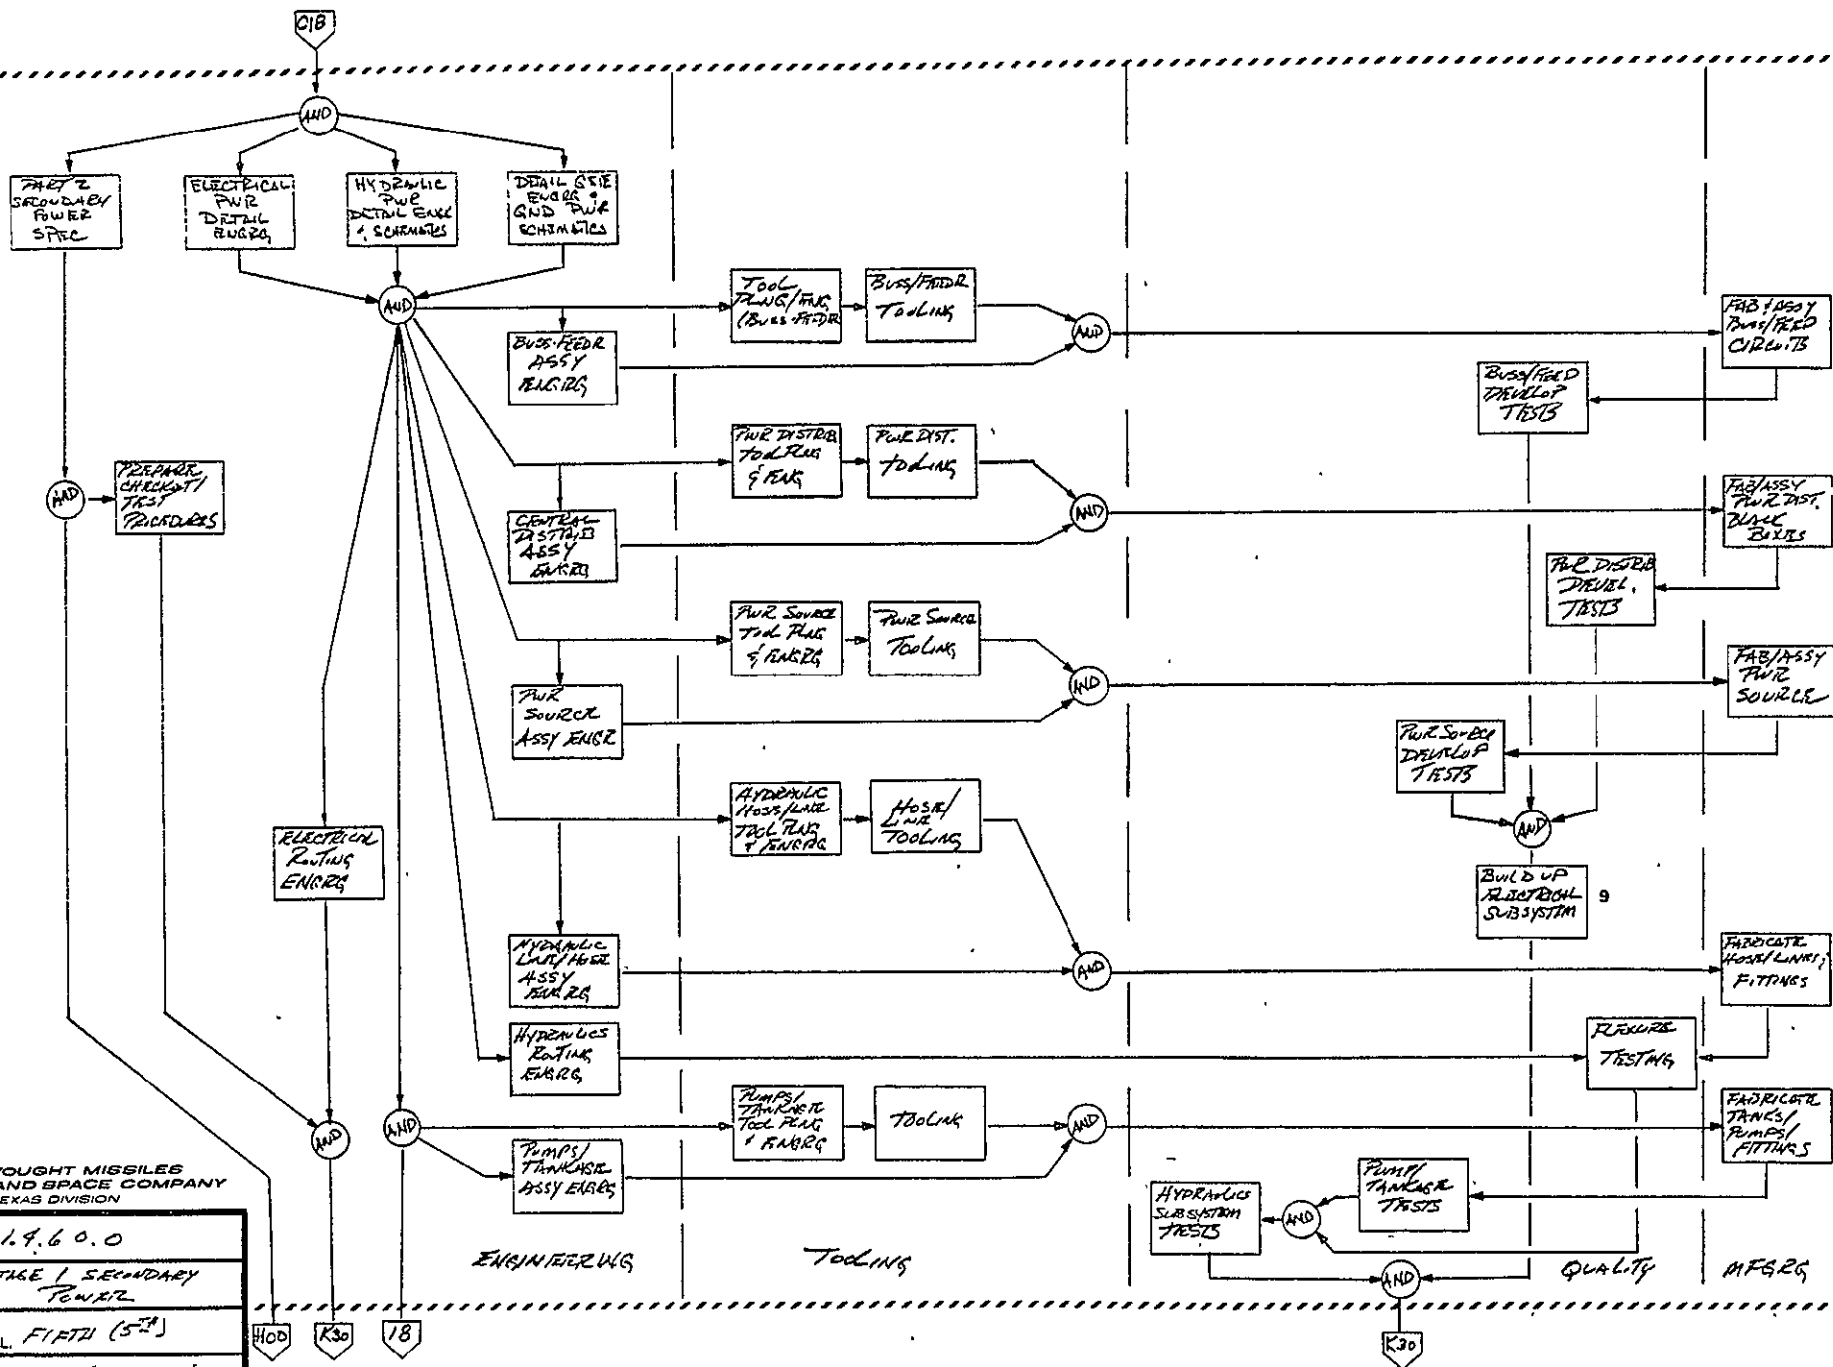 C1B
AND
PART 2
SECONDARY
POWER
SPEC
ELECTRICAL
PWR
DETAIL
ENGRG
HYDRAULIC
PWR
DETAIL ENGR
& SCHEMATICS
DETAIL GSE
ENGRG &
GND PWR
SCHEMATICS
AND
TOOL
PLNG/ENG
(BUSS-FEEDER
BUSS/FEEDR
TOOLING
AND
FAB & ASSY
BUSS/FEED
CIRCUITS
BUSS-FEEDR
ASSY
ENGRG
BUSS/FEED
DEVELOP
TESTS
PWR DISTRIB
TOOL PLNG
& ENG
PWR DIST.
TOOLING
AND
PREPARE
CHECKOUT/
TEST
PROCEDURES
AND
FAB/ASSY
PWR DIST.
BLACK
BOXES
CENTRAL
DISTRIB
ASSY
ENGRG
PWR DISTRIB
DEVEL.
TESTS
PWR SOURCE
TOOL PLNG
& ENGRG
PWR SOURCE
TOOLING
AND
FAB/ASSY
PWR
SOURCE
PWR
SOURCE
ASSY ENGR
PWR SOURCE
DEVELOP
TESTS
HYDRAULIC
HOSE/LINE
TOOL PLNG
& ENGRG
HOSE/
LINE
TOOLING
AND
ELECTRICAL
ROUTING
ENGRG
BUILD UP
ELECTRICAL
SUBSYSTEM
9
HYDRAULIC
LINE/HOSE
ASSY
ENGRG
AND
FABRICATE
HOSE/LINES;
FITTINGS
HYDRAULICS
ROUTING
ENGRG
FLEXURE
TESTING
PUMPS/
TANKAGE
TOOL PLNG
& ENGRG
TOOLING
AND
FABRICATE
TANKS/
PUMPS/
FITTINGS
AND
AND
PUMPS/
TANKAGE
ASSY ENGRG
PUMP/
TANKAGE
TESTS
AND
HYDRAULICS
SUBSYSTEM
TESTS
VOUGHT MISSILES
AND SPACE COMPANY
TEXAS DIVISION
1.4.6 0.0
STAGE 1 SECONDARY
POWER
L. FIFTH (5TH)
ENGINEERING
TOOLING
QUALITY
MFGRG
AND
H00
K30
18
K30